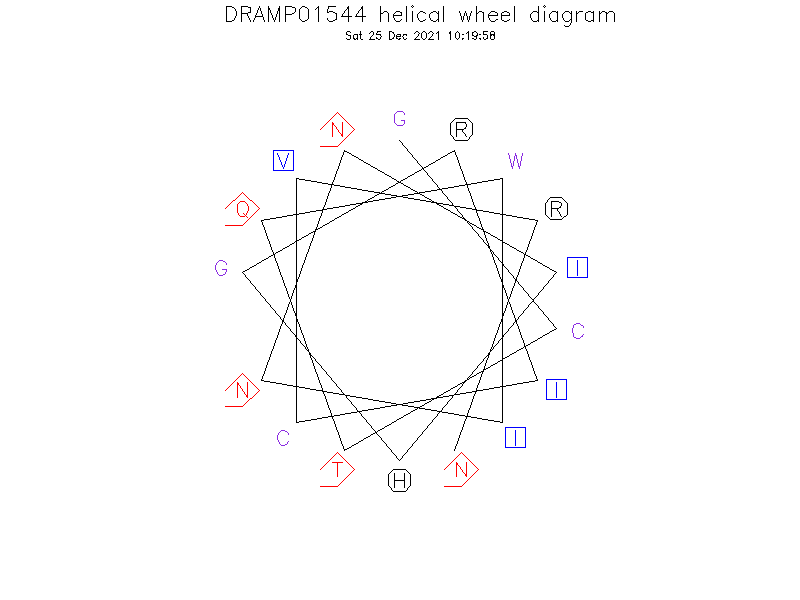 DRAMP01544 helical wheel diagram
Sat 25 Dec 2021 10:19:58
G
N R
V W
Q R
G I
C
N I
C I
T N
H